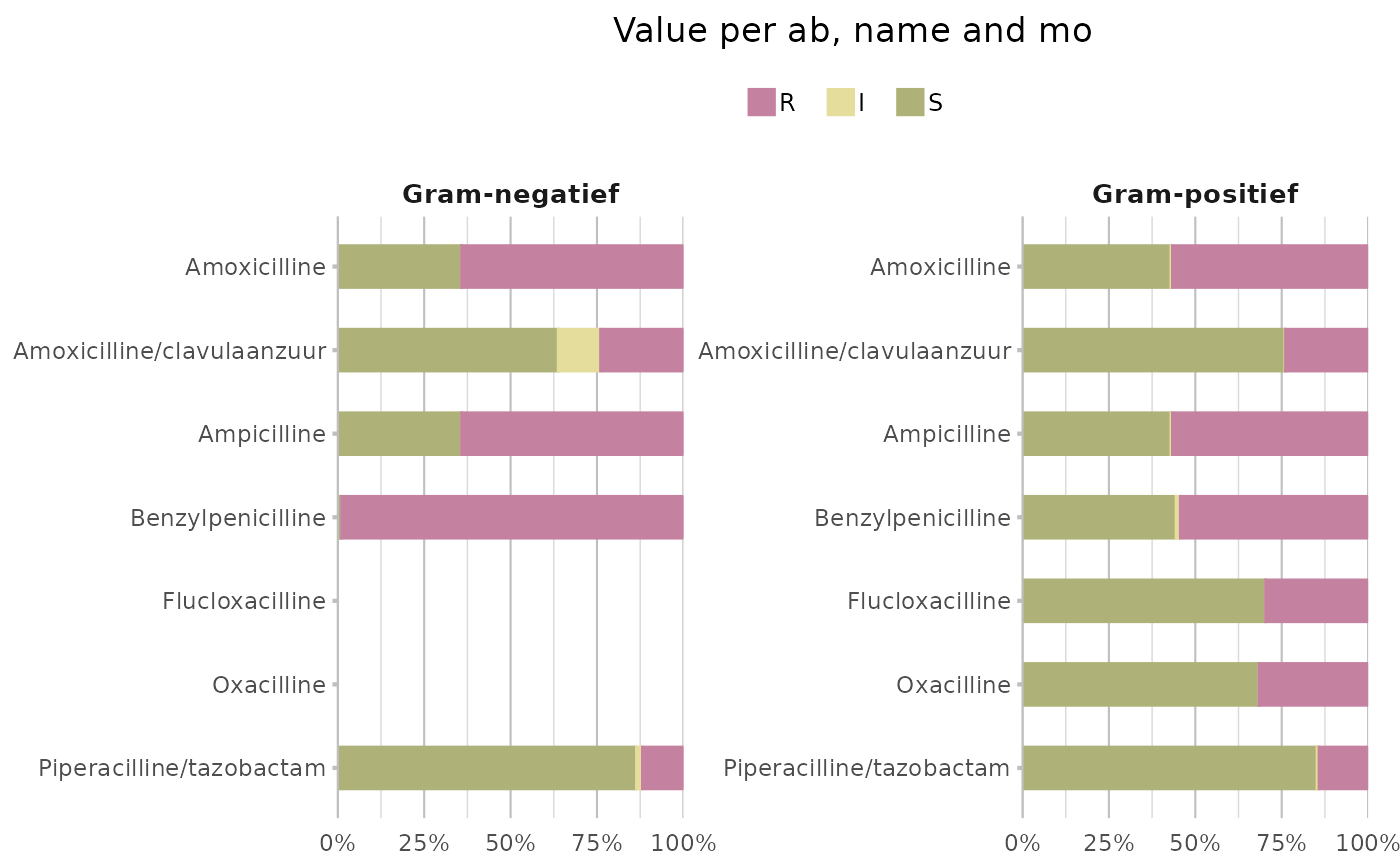 Value per ab, name and mo
R I S
Gram-negatief
Amoxicilline
Amoxicilline/clavulaanzuur
Ampicilline
Benzylpenicilline
Flucloxacilline
Oxacilline
Piperacilline/tazobactam
0% 25% 50% 75% 100%
Gram-positief
Amoxicilline
Amoxicilline/clavulaanzuur
Ampicilline
Benzylpenicilline
Flucloxacilline
Oxacilline
Piperacilline/tazobactam
0% 25% 50% 75% 100%